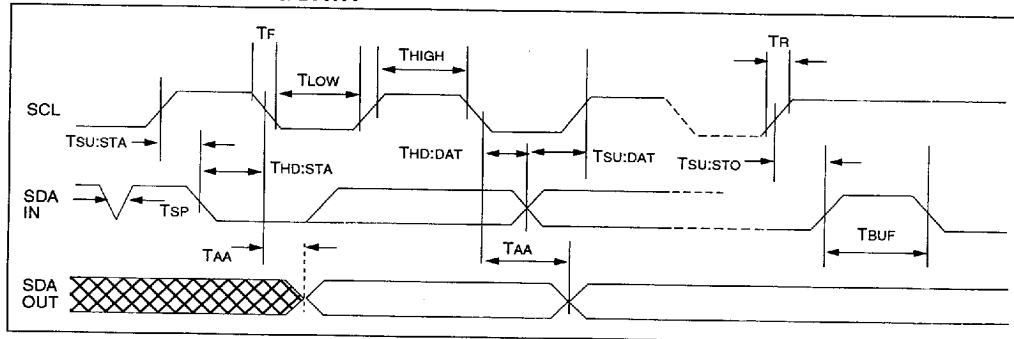 TF
THIGH
TR
TLOW
SCL
TSU:STA
THD:STA
THD:DAT
TSU:DAT
TSU:STO
SDA
IN
TSP
TAA
TAA
TBUF
SDA
OUT